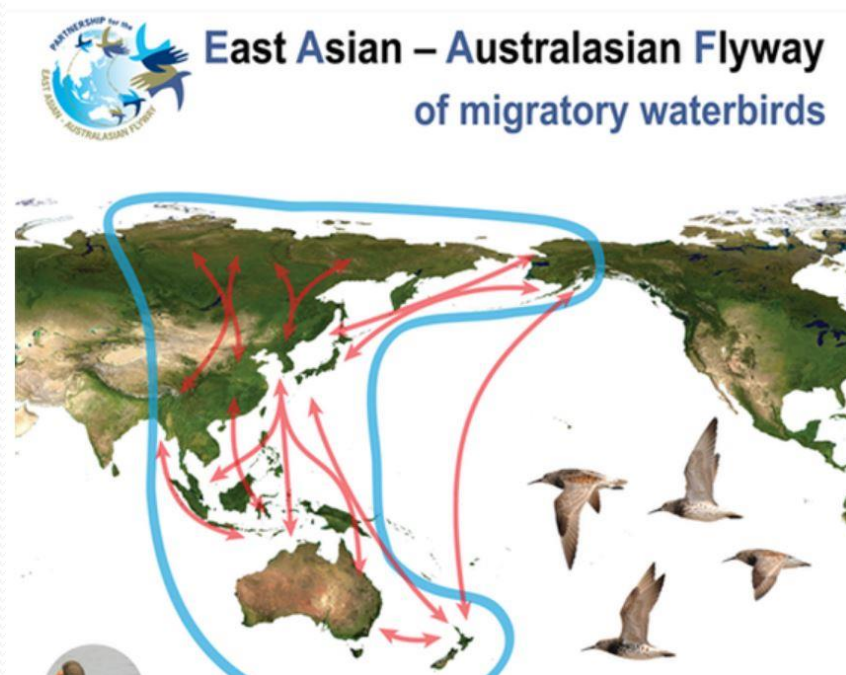 PARTNERSHIP for the
EAST ASIAN - AUSTRALASIAN FLYWAY
East Asian – Australasian Flyway
of migratory waterbirds